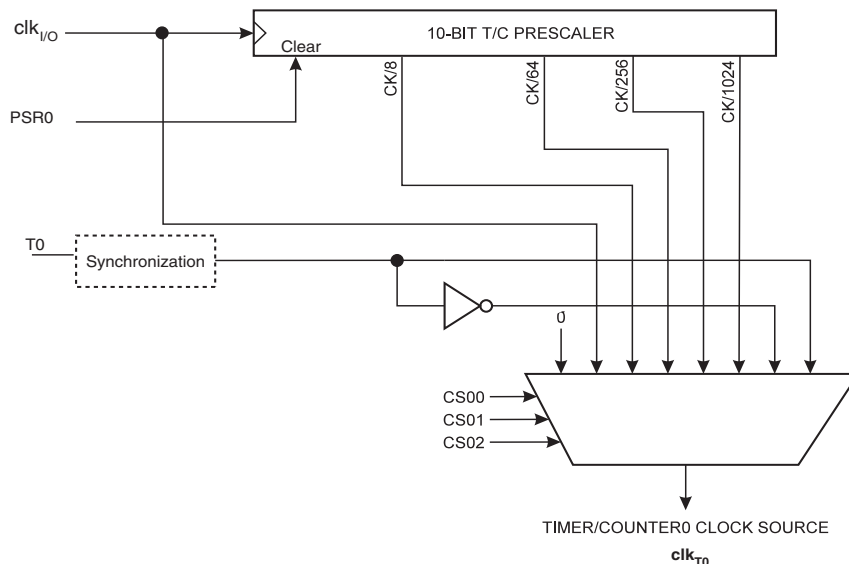 clkI/O
10-BIT T/C PRESCALER
Clear
CK/8
CK/64
CK/256
CK/1024
PSR0
T0
Synchronization
0
CS00
CS01
CS02
TIMER/COUNTER0 CLOCK SOURCE
clkT0